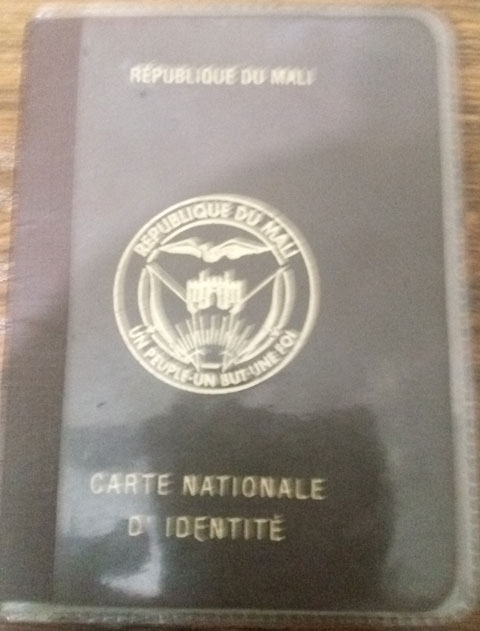 RÉPUBLIQUE DU MALI
RÉPUBLIQUE DU MALI
UN PEUPLE-UN BUT-UNE FOI
CARTE NATIONALE
D' IDENTITÉ